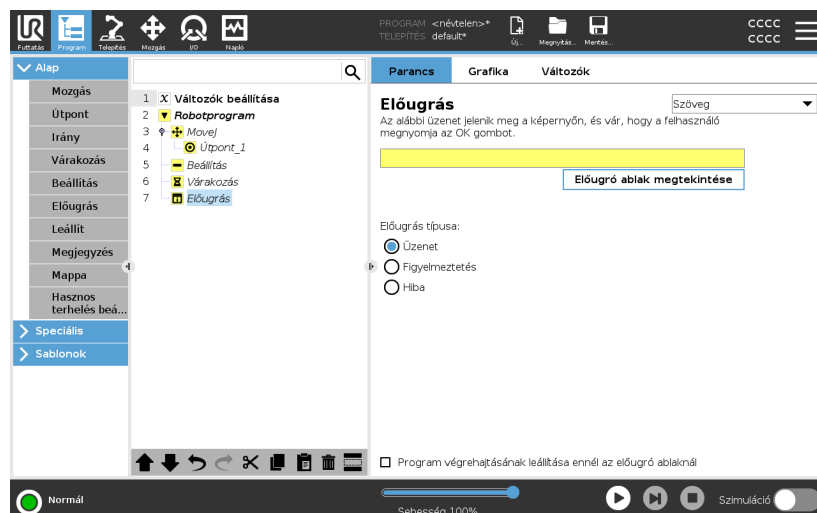 UR
Futtatás
Program
Telepítés
Mozgás
I/O
Napló
PROGRAM <névtelen>*
TELEPÍTÉS default*
Új...
Megnyitás...
Mentés...
CCCC
CCCC
Alap
Mozgás
Útpont
Irány
Várakozás
Beállítás
Előugrás
Leállít
Megjegyzés
Mappa
Hasznos
terhelés beá...
Speciális
Sablonok
1 x Változók beállítása
2 Robotprogram
3 MoveJ
4 Útpont_1
5 Beállítás
6 Várakozás
7 Előugrás
Parancs Grafika Változók
Előugrás
Szöveg
Az alábbi üzenet jelenik meg a képernyőn, és vár, hogy a felhasználó
megnyomja az OK gombot.
Előugró ablak megtekintése
Előugrás típusa:
Üzenet
Figyelmeztetés
Hiba
Program végrehajtásának leállítása ennél az előugró ablaknál
Normál
Sebesség 100%
Szimuláció